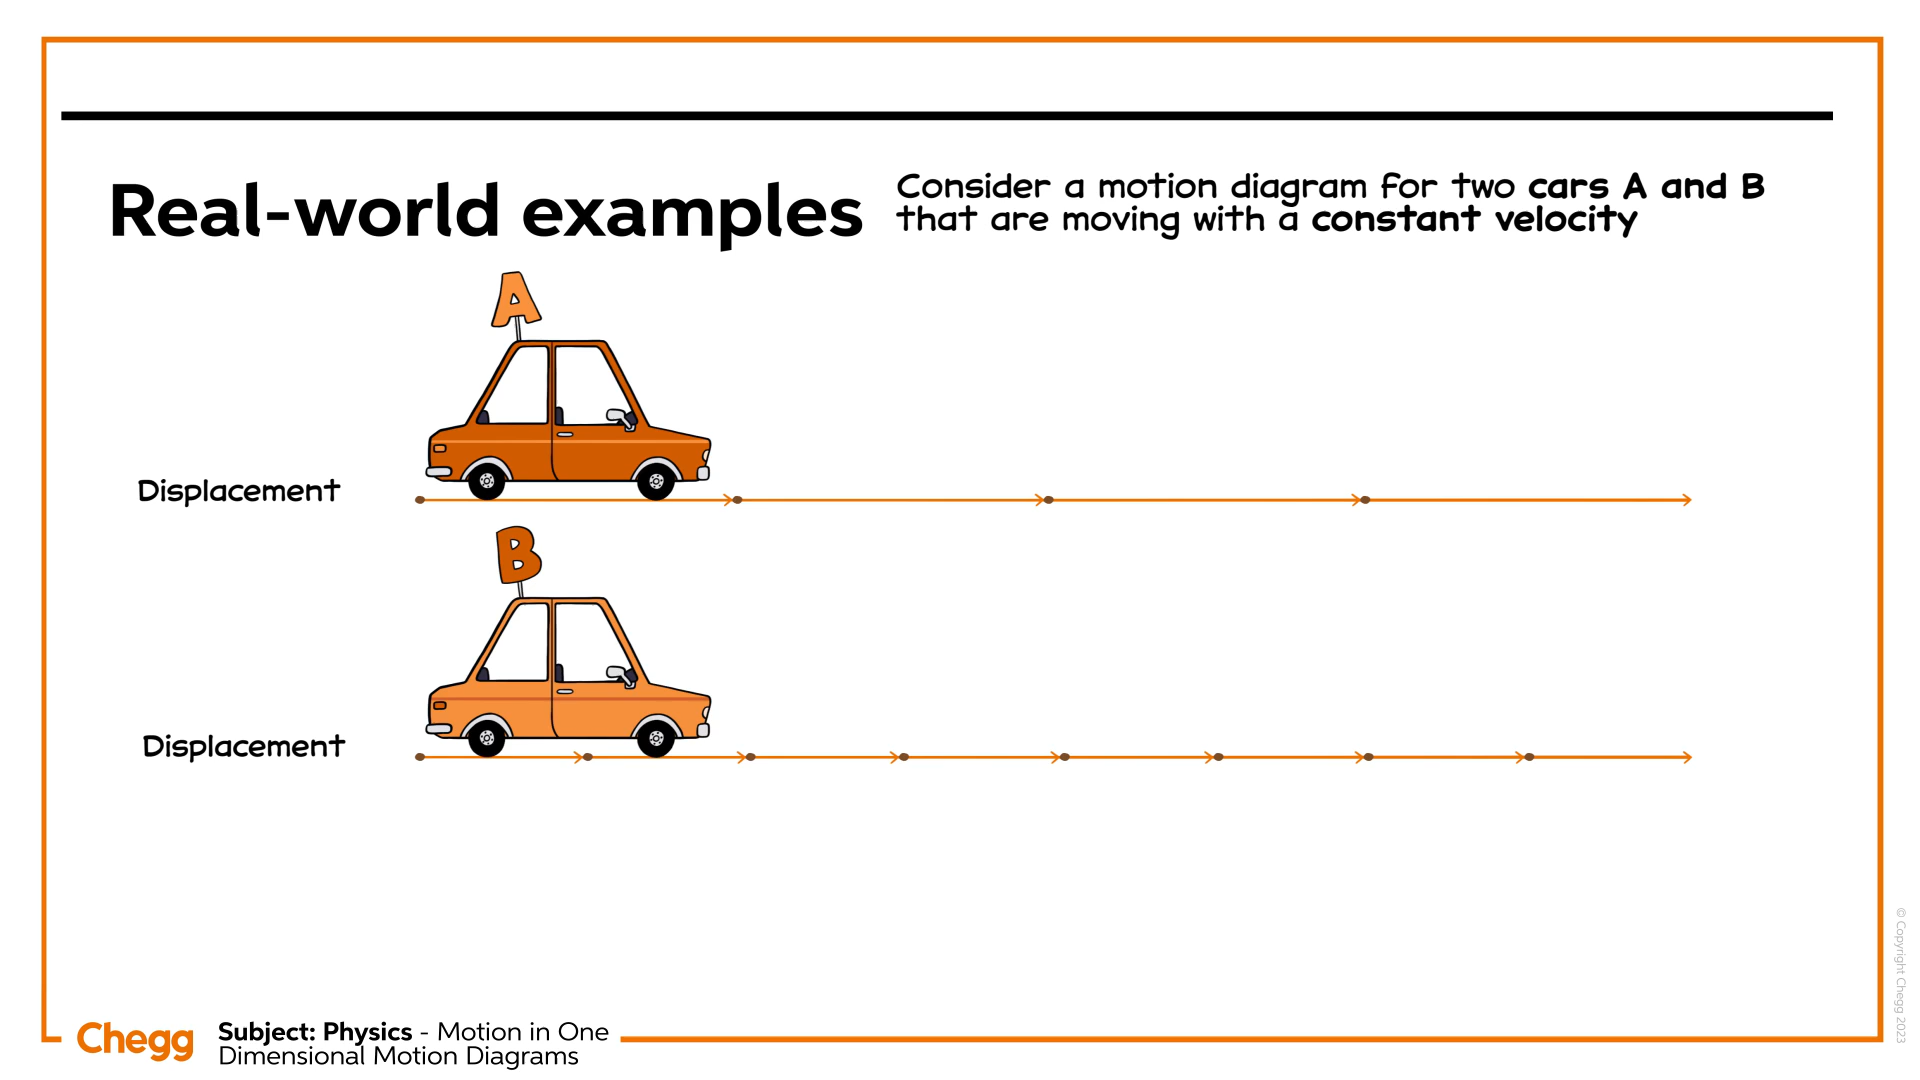 Real-world examples
Consider a motion diagram for two cars A and B
that are moving with a constant velocity
A
Displacement
B
Displacement
Chegg
Subject: Physics - Motion in One
Dimensional Motion Diagrams
© Copyright Chegg 2023